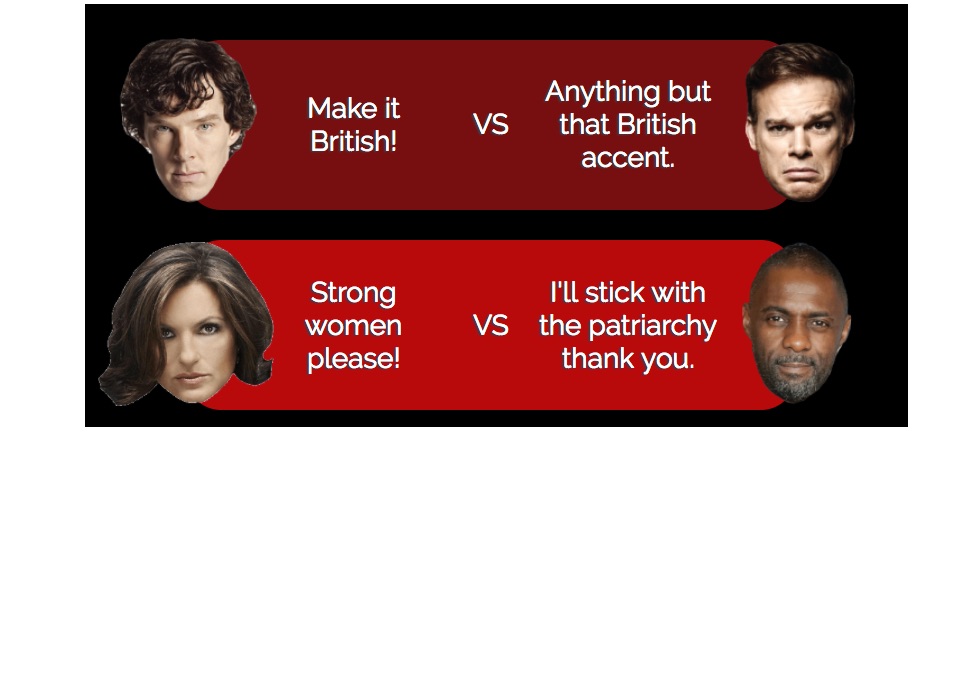 Make it
British!
VS
Anything but
that British
accent.
Strong
women
please!
VS
I'll stick with
the patriarchy
thank you.